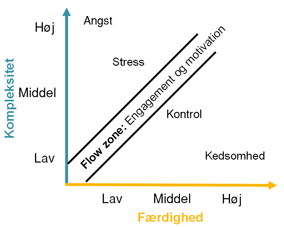 Høj
Angst
Stress
Middel
Kompleksitet
Flow zone: Engagement og motivation
Kontrol
Lav
Kedsomhed
Lav
Middel
Høj
Færdighed